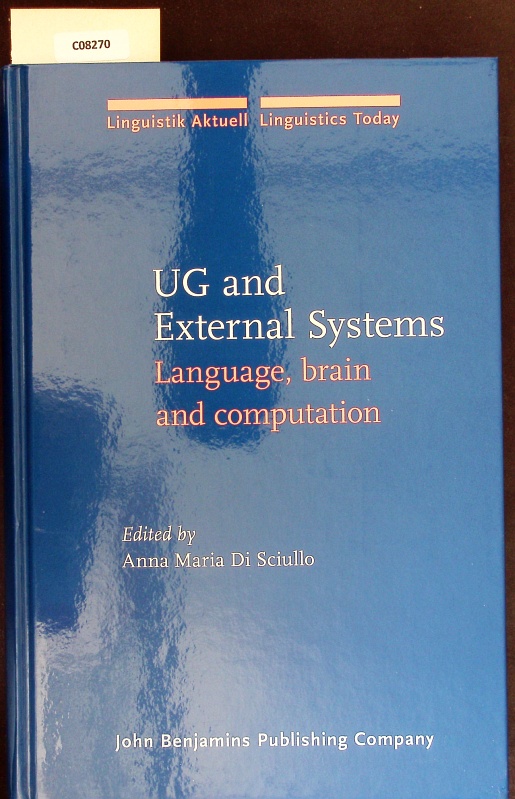 C08270
Linguistik Aktuell Linguistics Today
UG and
External Systems
Language, brain
and computation
Edited by
Anna Maria Di Sciullo
John Benjamins Publishing Company